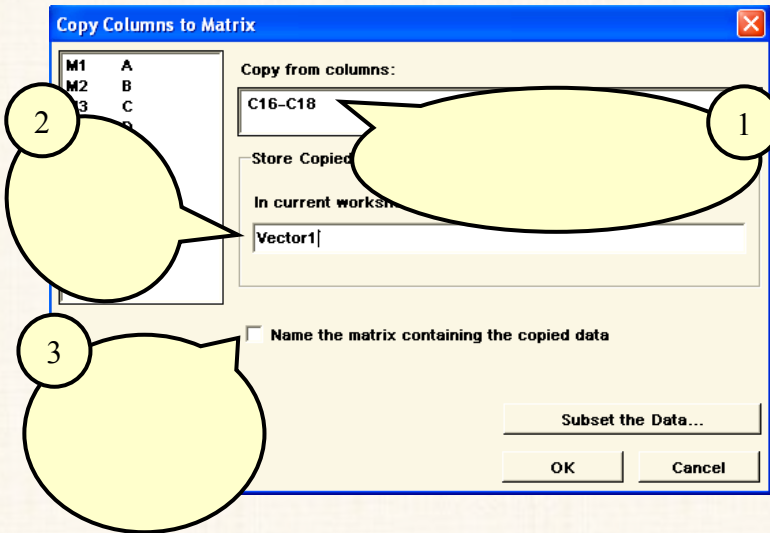 Copy Columns to Matrix
M1 A
M2 B
C
Copy from columns:
C16-C18
1
2
Store Copied
In current
Vector1
Name the matrix containing the copied data
3
Subset the Data...
OK Cancel